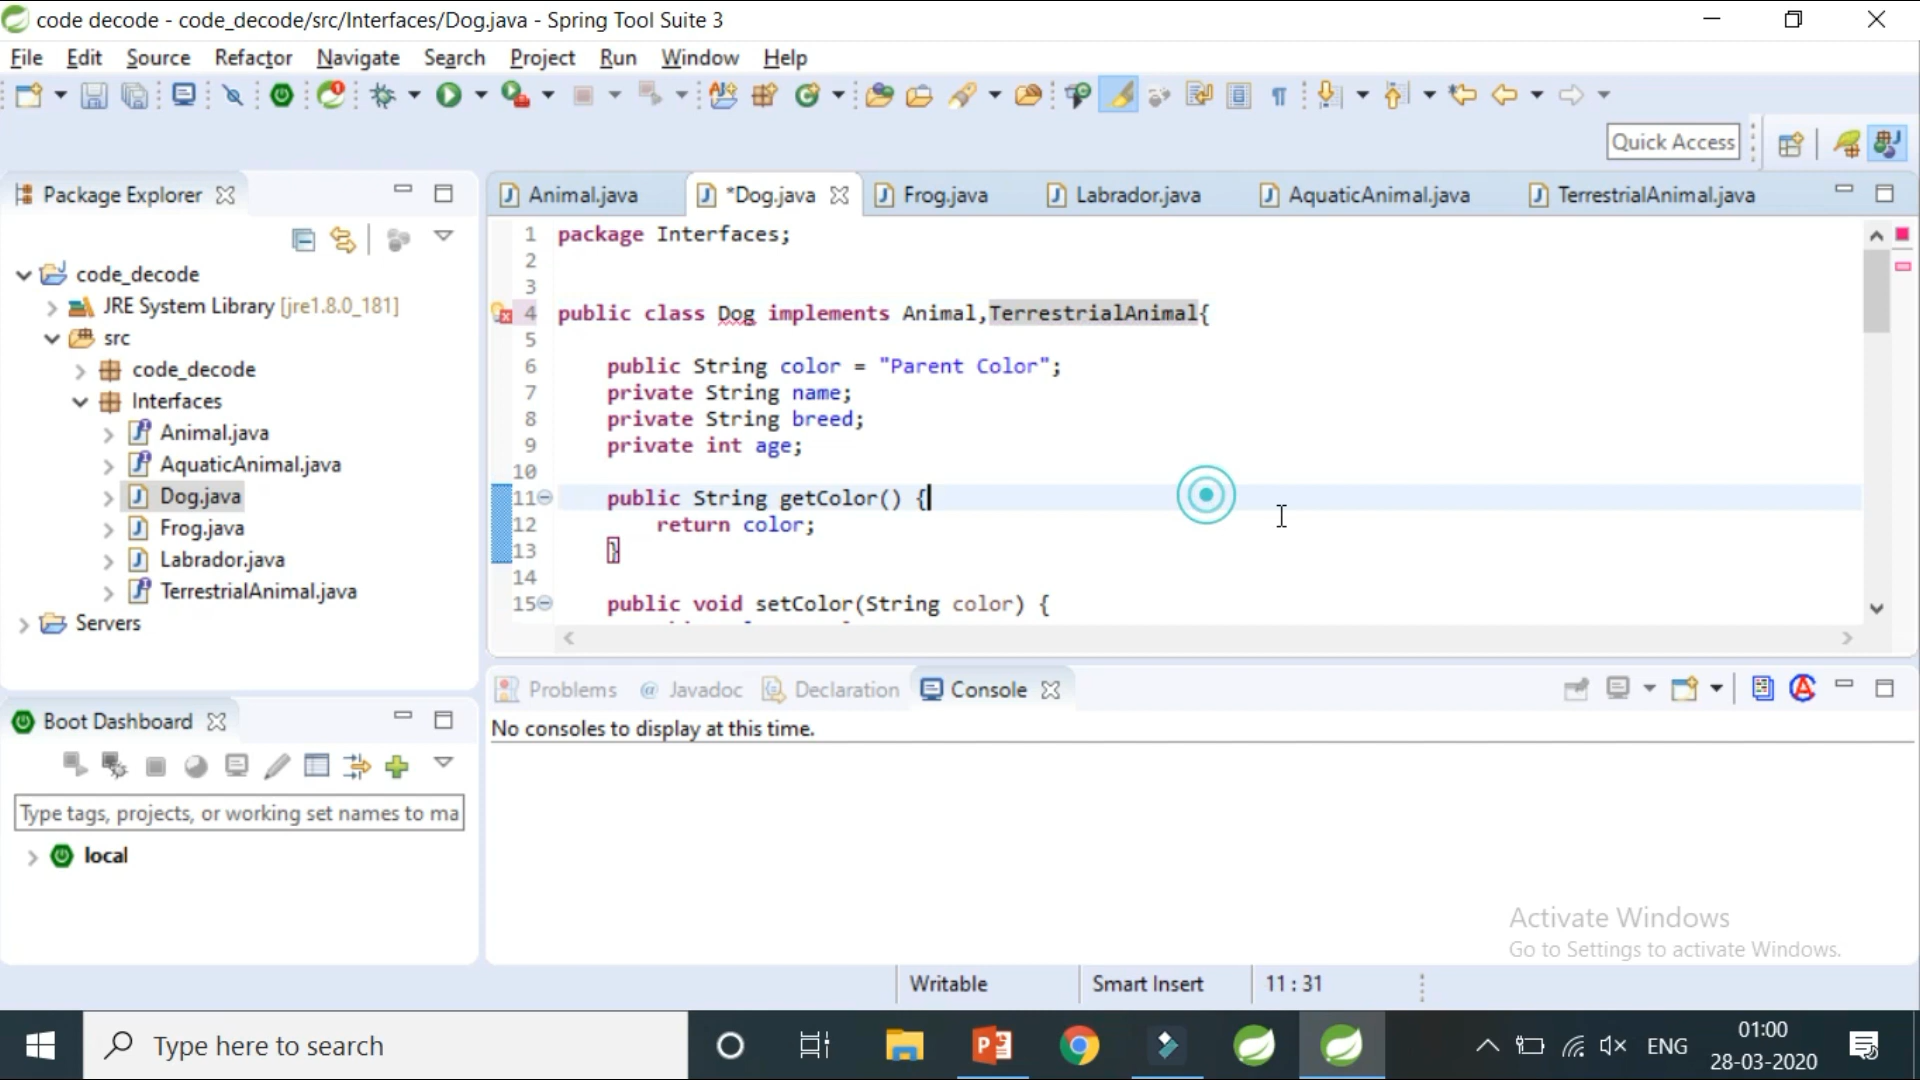 code decode - code_decode/src/Interfaces/Dog.java - Spring Tool Suite 3
File Edit Source Refactor Navigate Search Project Run Window Help
Quick Access
Package Explorer
code_decode
JRE System Library [jre1.8.0_181]
src
code_decode
Interfaces
Animal.java
AquaticAnimal.java
Dog.java
Frog.java
Labrador.java
TerrestrialAnimal.java
Servers
Animal.java *Dog.java Frog.java Labrador.java AquaticAnimal.java TerrestrialAnimal.java
1 package Interfaces;
2
3
4 public class Dog implements Animal,TerrestrialAnimal{
5
6 public String color = "Parent Color";
7 private String name;
8 private String breed;
9 private int age;
10
11 public String getColor() {
12 return color;
13 }
14
15 public void setColor(String color) {
Problems Javadoc Declaration Console
No consoles to display at this time.
Boot Dashboard
Type tags, projects, or working set names to ma
local
Activate Windows
Go to Settings to activate Windows.
Writable Smart Insert 11 : 31
Type here to search
ENG
01:00
28-03-2020